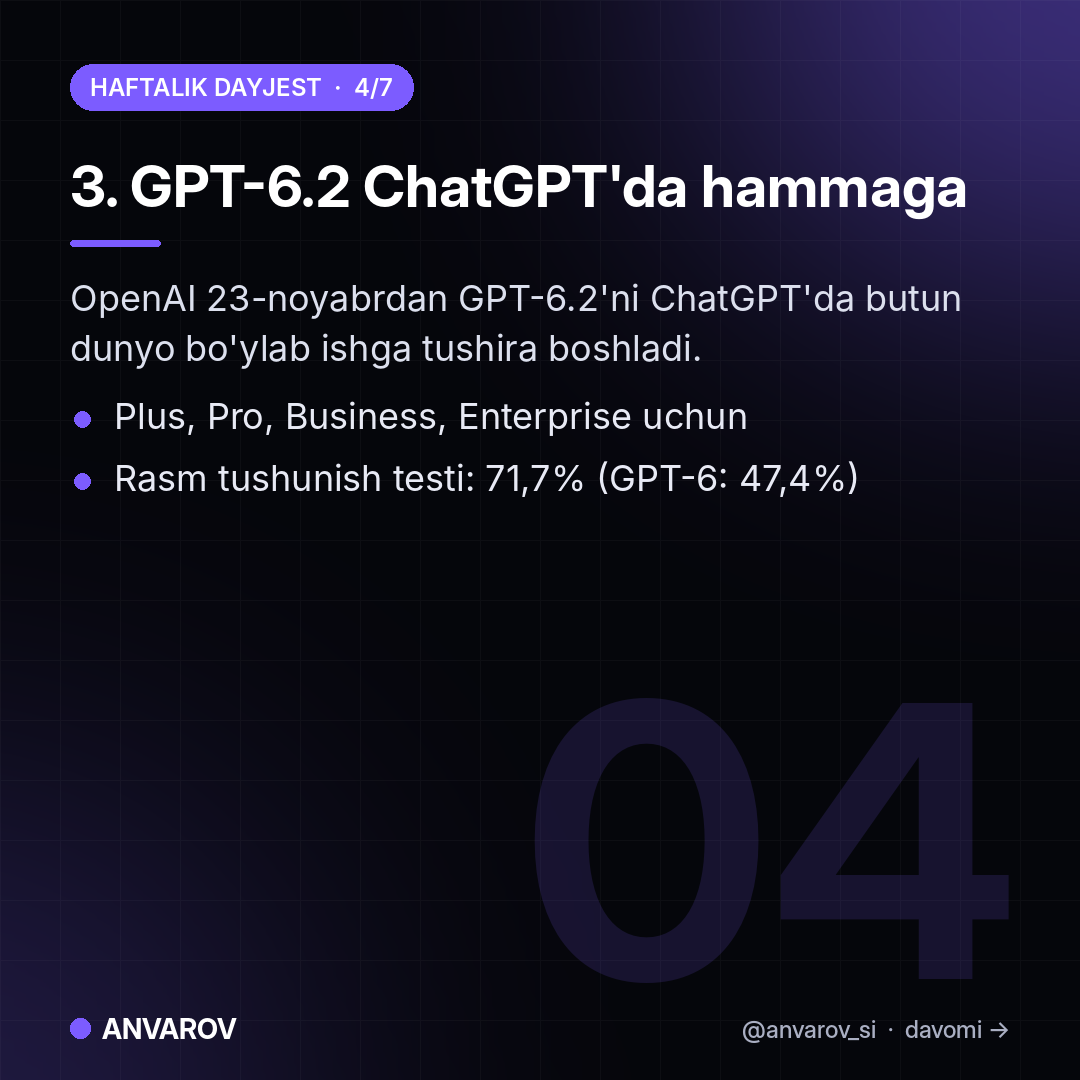 HAFTALIK DAYJEST · 4/7
3. GPT-6.2 ChatGPT'da hammaga
OpenAI 23-noyabrdan GPT-6.2'ni ChatGPT'da butun
dunyo bo'ylab ishga tushira boshladi.
Plus, Pro, Business, Enterprise uchun
Rasm tushunish testi: 71,7% (GPT-6: 47,4%)
04
ANVAROV
@anvarov_si · davomi →